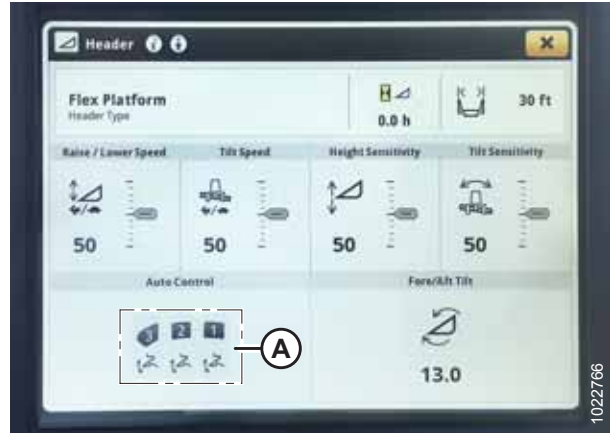 Header
Flex Platform
Header Type
0.0 h
30 ft
Raise / Lower Speed
Tilt Speed
Height Sensitivity
Tilt Sensitivity
50
50
50
50
Auto Control
Fore/Aft Tilt
3 2 1
A
13.0
1022766